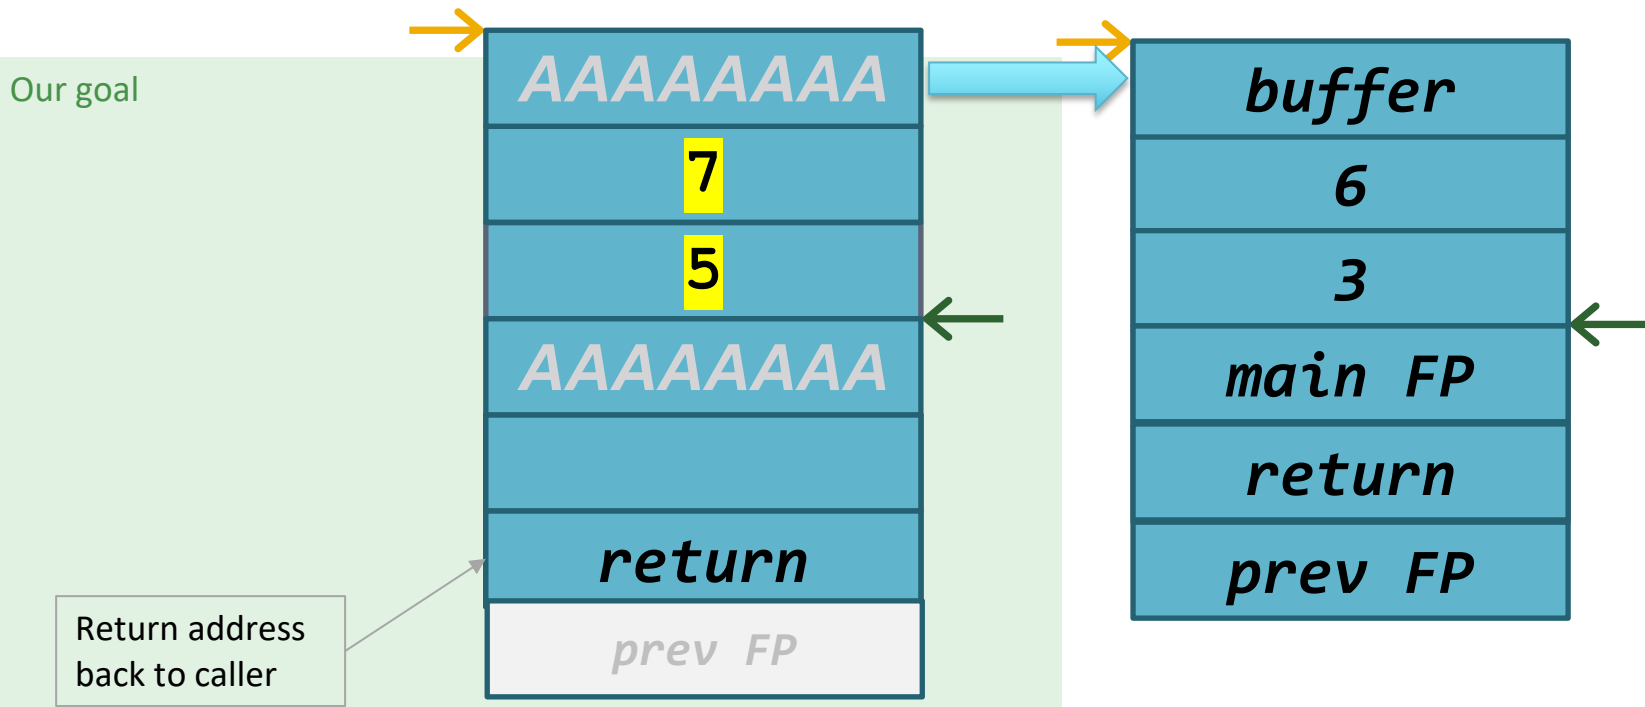 Our goal
AAAAAAAA
7
5
AAAAAAAA
return
prev FP
Return address
back to caller
buffer
6
3
main FP
return
prev FP